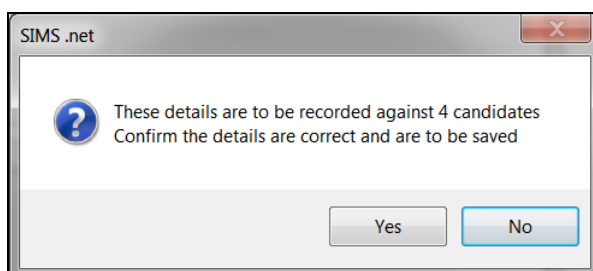 SIMS .net
These details are to be recorded against 4 candidates
Confirm the details are correct and are to be saved
Yes
No